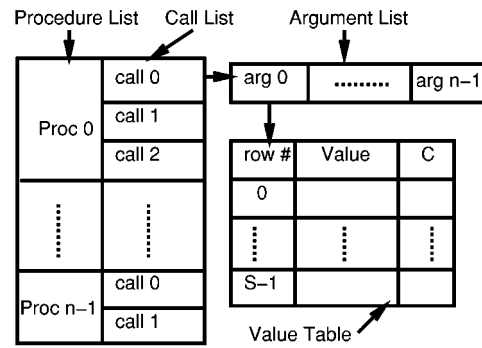 Procedure List
Call List
Argument List
Proc 0
call 0
call 1
call 2
arg 0
arg n−1
row #
Value
C
0
S−1
Proc n−1
call 0
call 1
Value Table